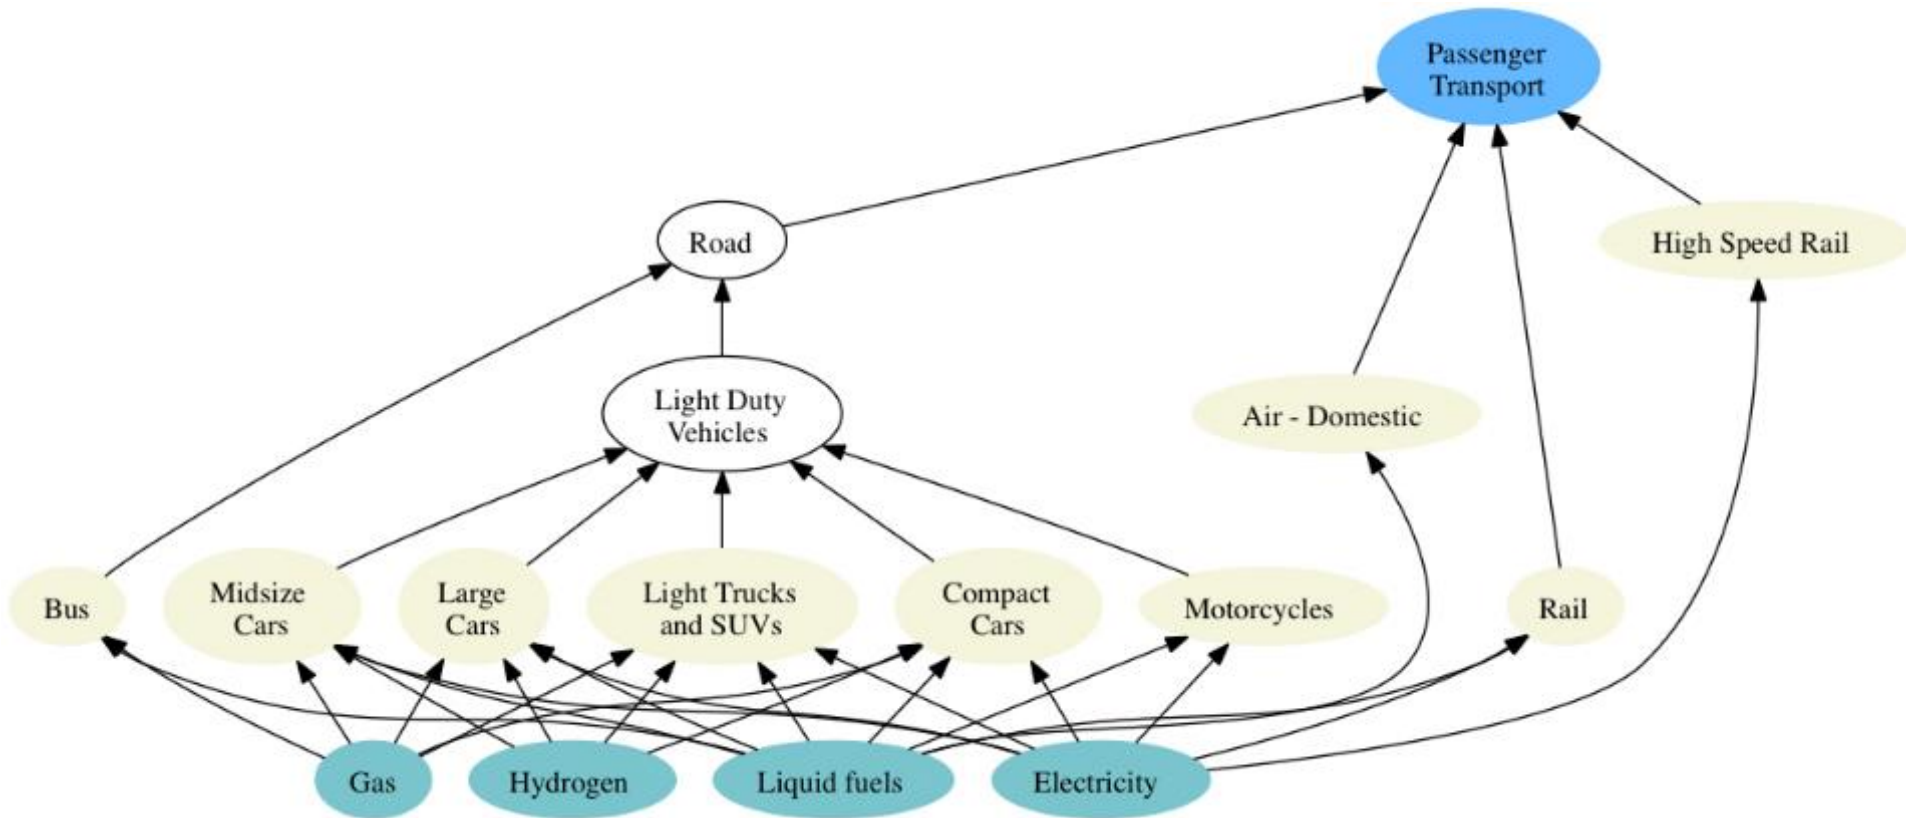 Passenger
Transport
Road
High Speed Rail
Light Duty
Vehicles
Air - Domestic
Bus
Midsize
Cars
Large
Cars
Light Trucks
and SUVs
Compact
Cars
Motorcycles
Rail
Gas
Hydrogen
Liquid fuels
Electricity